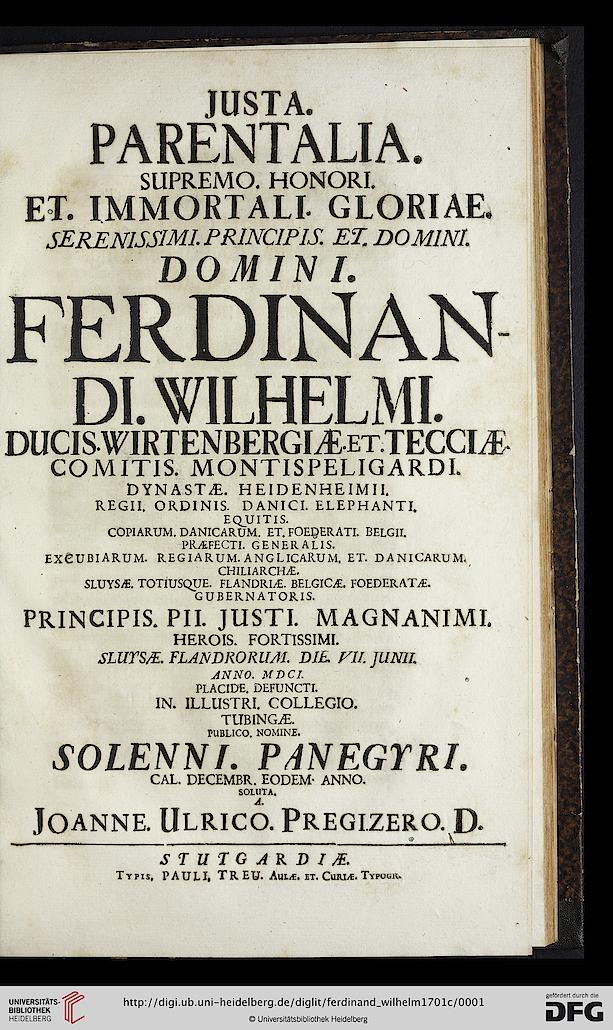 JUSTA.
PARENTALIA.
SUPREMO. HONORI.
ET. IMMORTALI. GLORIAE.
SERENISSIMI. PRINCIPIS. ET. DOMINI.
DOMINI.
FERDINAN-
DI. WILHELMI.
DUCIS. WIRTENBERGIÆ. ET. TECCIÆ.
COMITIS. MONTISPELIGARDI.
DYNASTÆ. HEIDENHEIMII.
REGII. ORDINIS. DANICI. ELEPHANTI.
EQUITIS.
COPIARUM. DANICARUM. ET. FOEDERATI. BELGII.
PRÆFECTI. GENERALIS.
EXCUBIARUM. REGIARUM. ANGLICARUM. ET. DANICARUM.
CHILIARCHÆ.
SLUYSÆ. TOTIUSQUE. FLANDRIÆ. BELGICÆ. FOEDERATÆ.
GUBERNATORIS.
PRINCIPIS. PII. JUSTI. MAGNANIMI.
HEROIS. FORTISSIMI.
SLUYSÆ. FLANDRORUM. DIE. VII. JUNII.
ANNO. MDCI.
PLACIDE. DEFUNCTI.
IN. ILLUSTRI. COLLEGIO.
TUBINGÆ.
PUBLICO. NOMINE.
SOLENNI. PANEGYRI.
CAL. DECEMBR. EODEM. ANNO.
SOLUTA.
A.
JOANNE. ULRICO. PREGIZERO. D.
STUTGARDIÆ.
TYPIS. PAULI. TREU. AULÆ. ET. CURIÆ. TYPOGR.
UNIVERSITÄTS-
BIBLIOTHEK
HEIDELBERG
http://digi.ub.uni-heidelberg.de/diglit/ferdinand_wilhelm1701c/0001
© Universitätsbibliothek Heidelberg
gefördert durch die
DFG